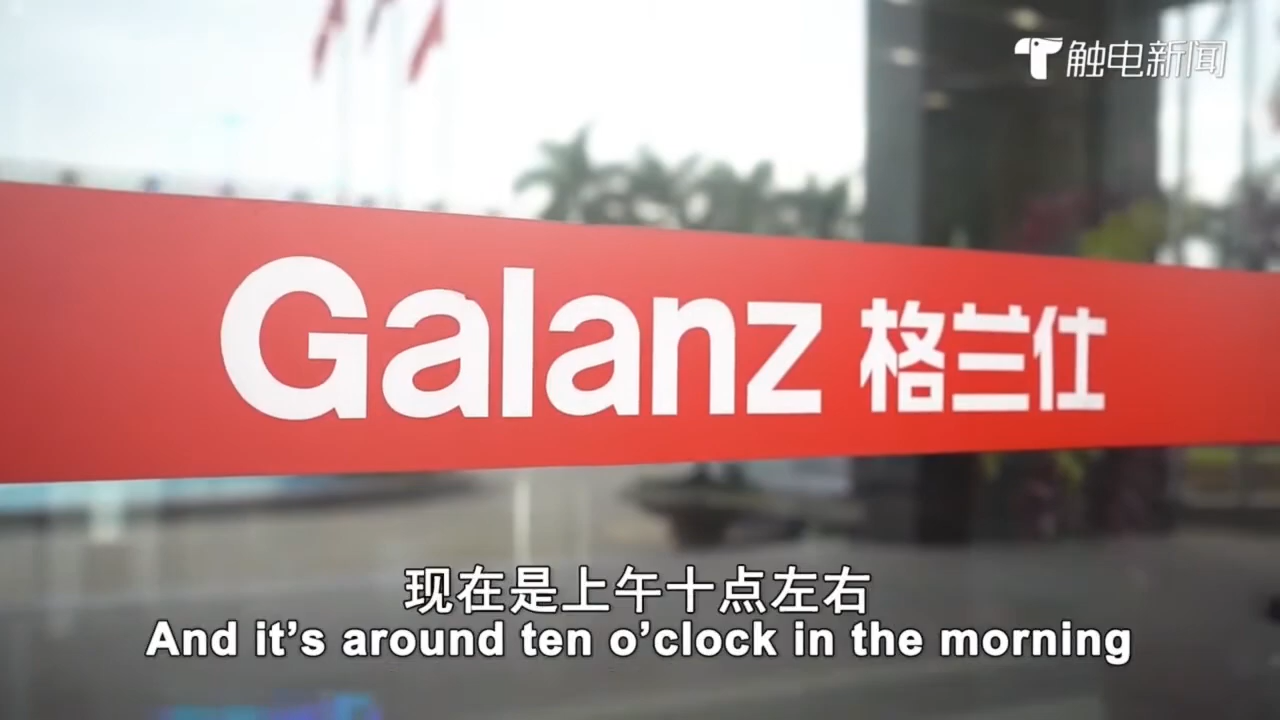 触电新闻
Galanz 格兰仕
现在是上午十点左右
And it's around ten o'clock in the morning